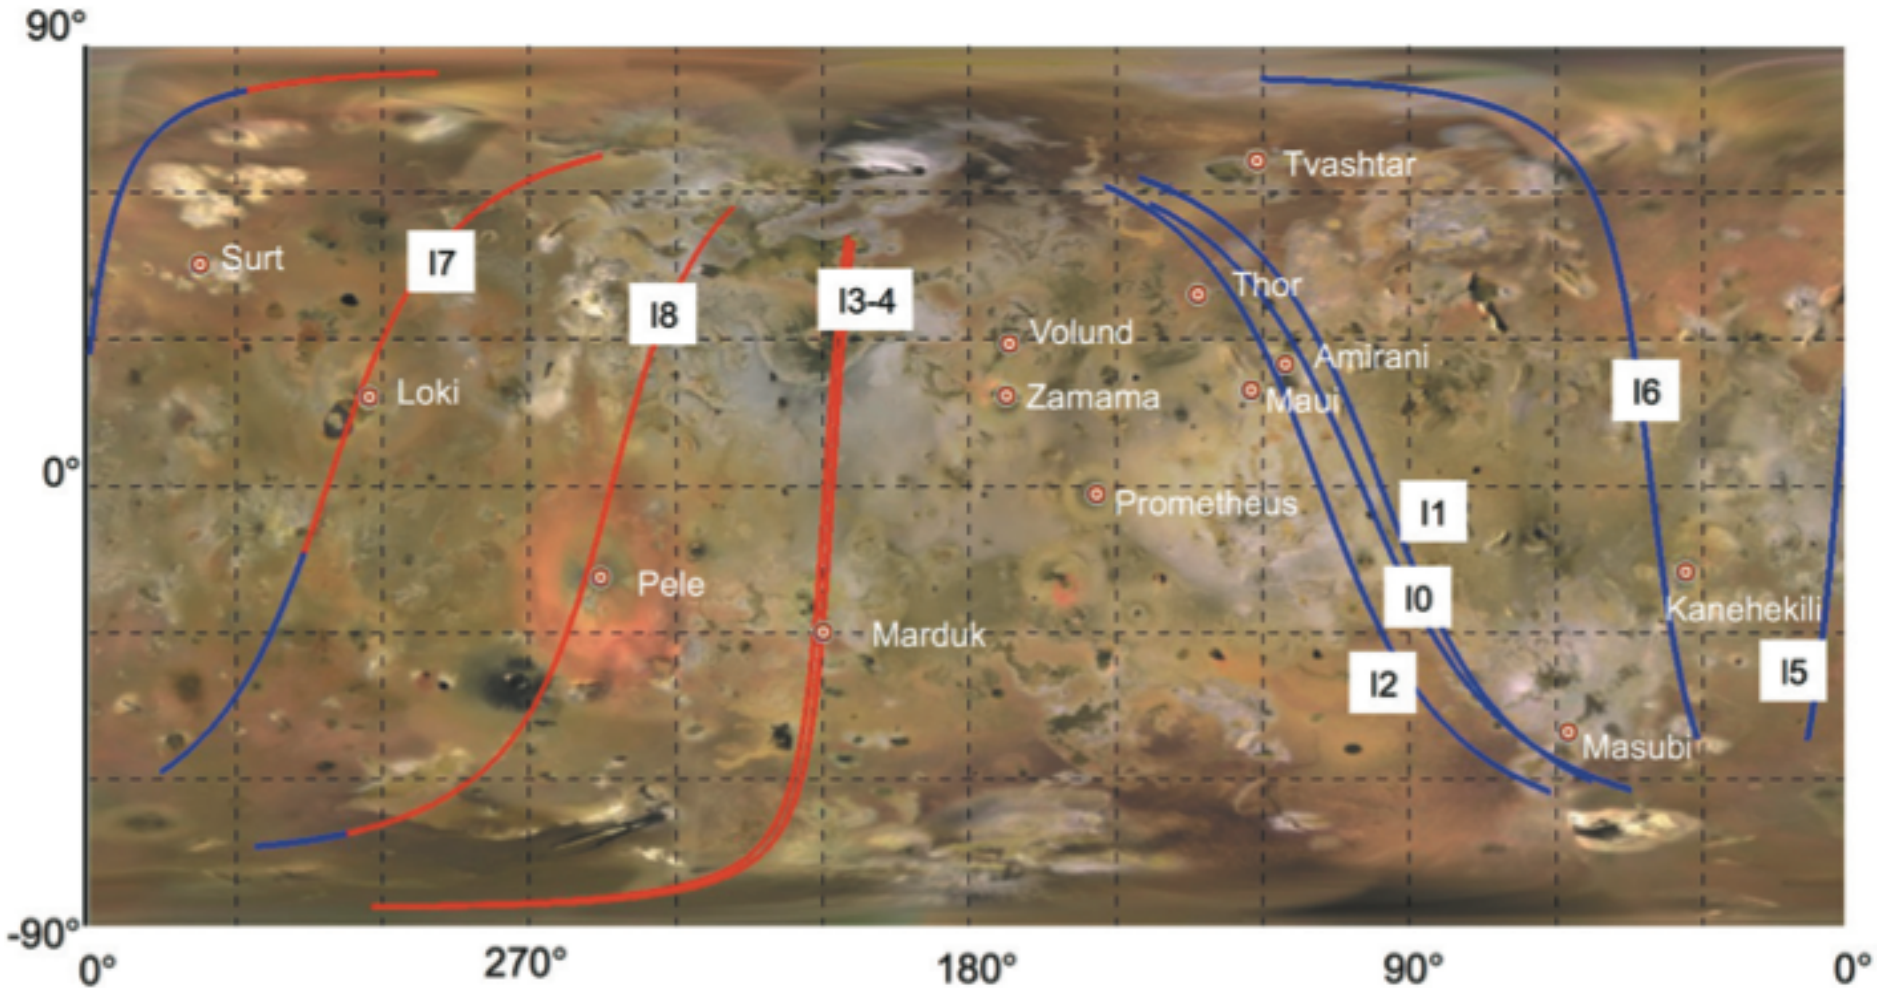 90°
Tvashtar
Surt
I7
Thor
I8
I3-4
Volund
Amirani
Loki
Zamama
Maui
I6
0°
Prometheus
I1
Pele
I0
Kanehekili
Marduk
I2
I5
Masubi
-90°
0°
270°
180°
90°
0°